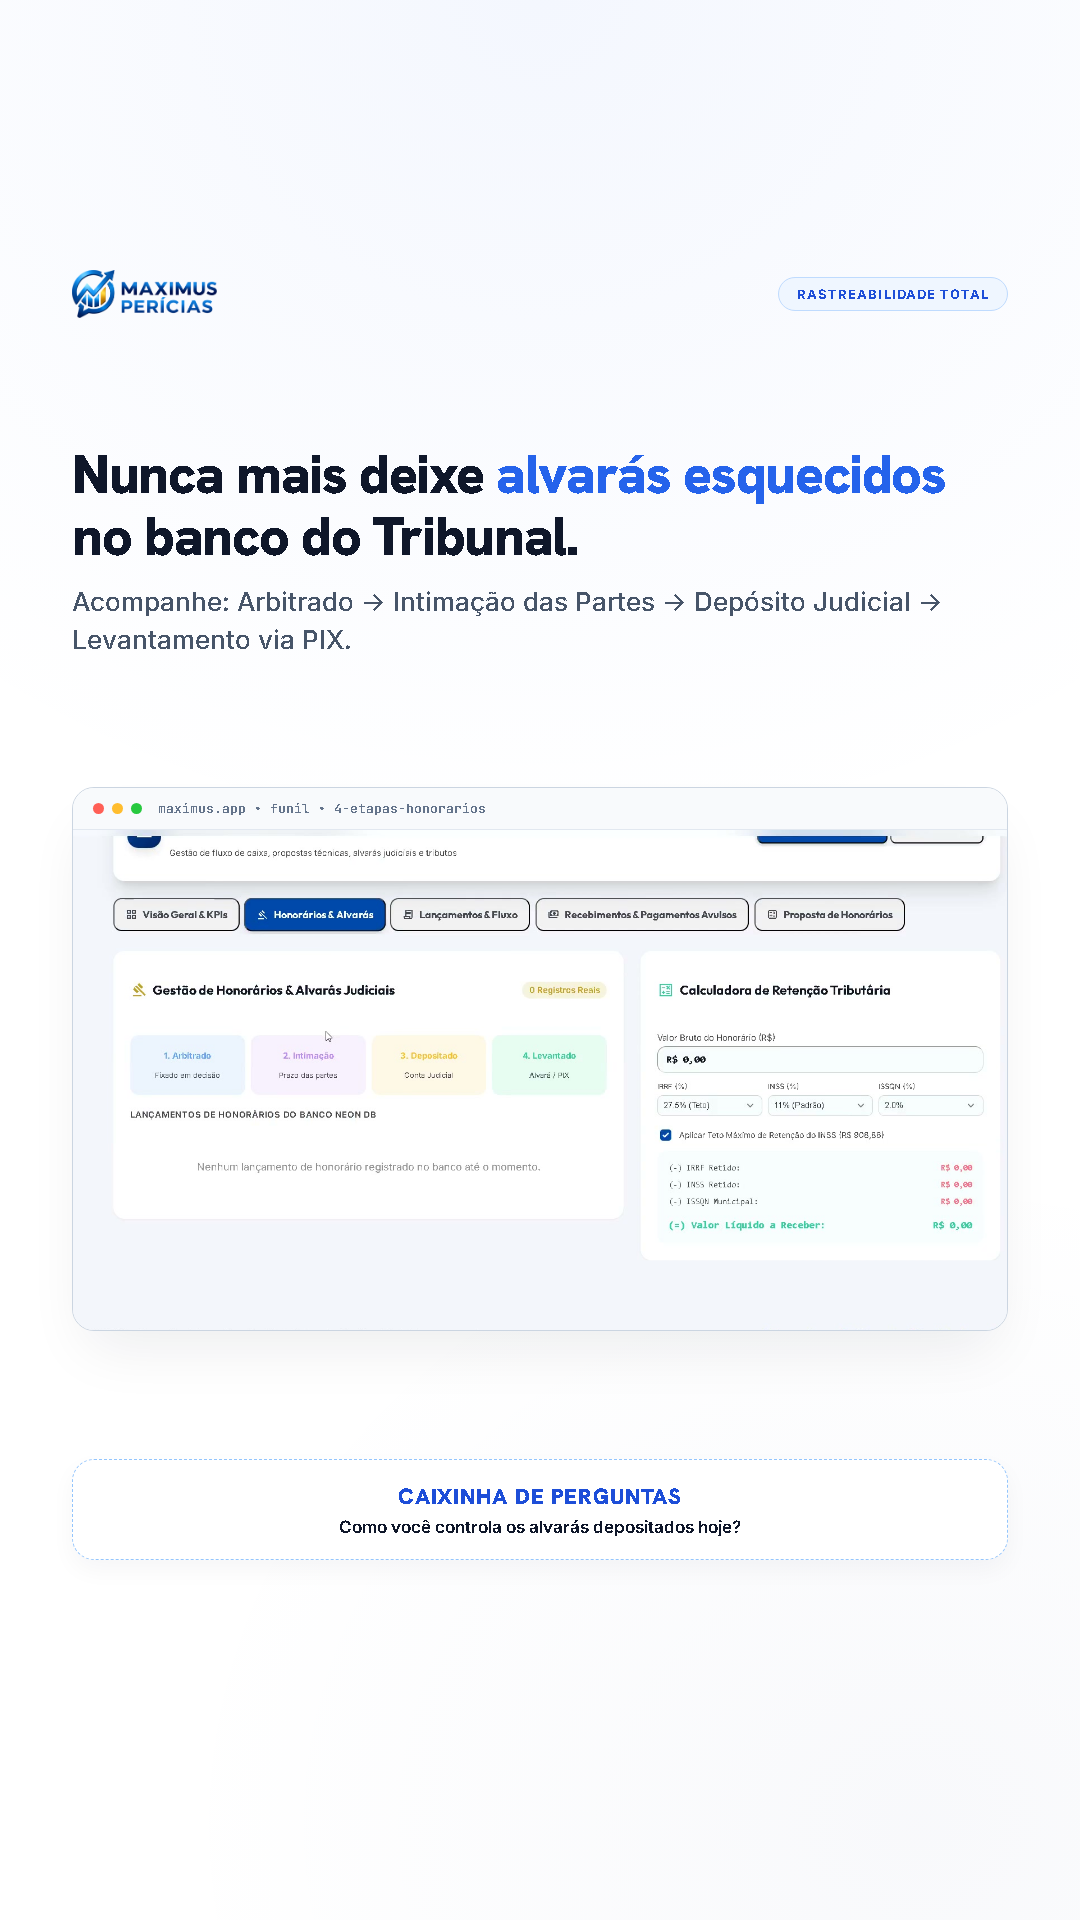 MAXIMUS
PERÍCIAS
RASTREABILIDADE TOTAL
Nunca mais deixe alvarás esquecidos
no banco do Tribunal.
Acompanhe: Arbitrado → Intimação das Partes → Depósito Judicial →
Levantamento via PIX.
maximus.app • funil • 4-etapas-honorarios
Gestão de fluxo de caixa, propostas técnicas, alvarás judiciais e tributos
Visão Geral & KPIs
Honorários & Alvarás
Lançamentos & Fluxo
Recebimentos & Pagamentos Avulsos
Proposta de Honorários
Gestão de Honorários & Alvarás Judiciais
0 Registros Reais
1. Arbitrado
Fixado em decisão
2. Intimação
Prazo das partes
3. Depositado
Conta Judicial
4. Levantado
Alvará / PIX
LANÇAMENTOS DE HONORÁRIOS DO BANCO NEON DB
Nenhum lançamento de honorário registrado no banco até o momento.
Calculadora de Retenção Tributária
Valor Bruto do Honorário (R$)
R$ 0,00
IRRF (%)
INSS (%)
ISSQN (%)
27.5% (Teto)
11% (Padrão)
2.0%
Aplicar Teto Máximo de Retenção do INSS (R$ 908,86)
(-) IRRF Retido:
R$ 0,00
(-) INSS Retido:
R$ 0,00
(-) ISSQN Municipal:
R$ 0,00
(=) Valor Líquido a Receber:
R$ 0,00
CAIXINHA DE PERGUNTAS
Como você controla os alvarás depositados hoje?